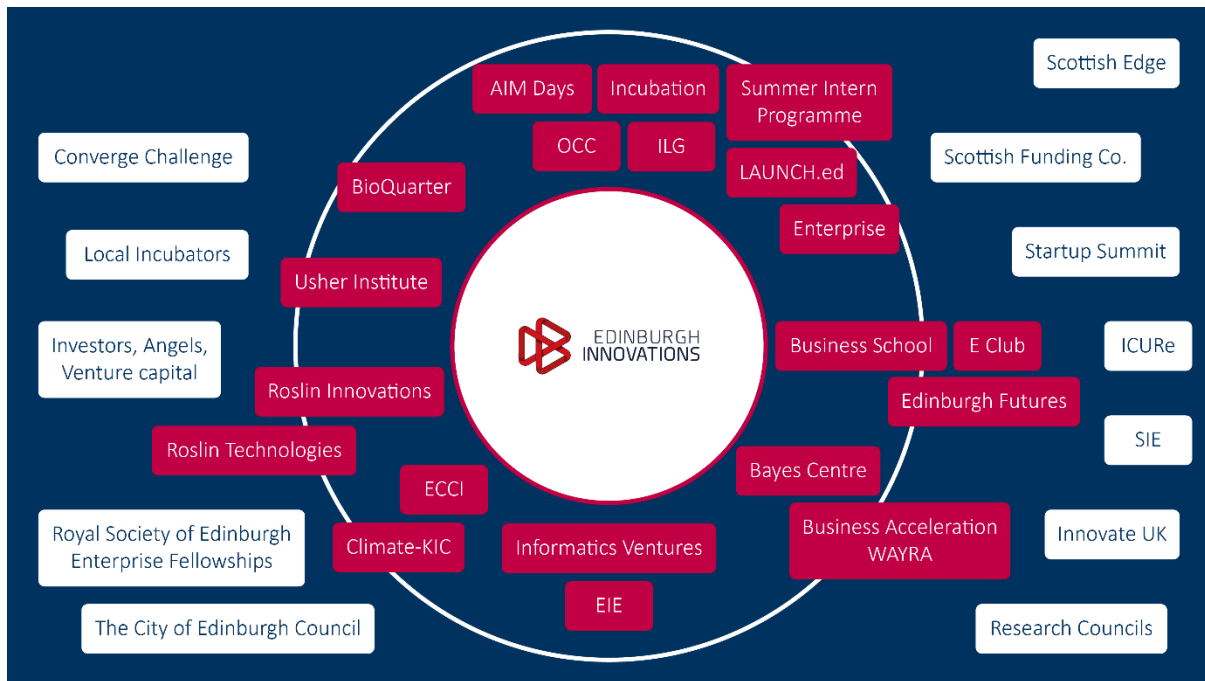 Scottish Edge
AIM Days
Incubation
Summer Intern
Programme
Converge Challenge
OCC
ILG
Scottish Funding Co.
LAUNCH.ed
BioQuarter
Enterprise
Local Incubators
Startup Summit
Usher Institute
EDINBURGH
INNOVATIONS
Investors, Angels,
Venture capital
Business School
E Club
ICURe
Roslin Innovations
Edinburgh Futures
Roslin Technologies
SIE
Bayes Centre
ECCI
Royal Society of Edinburgh
Enterprise Fellowships
Climate-KIC
Informatics Ventures
Business Acceleration
WAYRA
Innovate UK
EIE
The City of Edinburgh Council
Research Councils